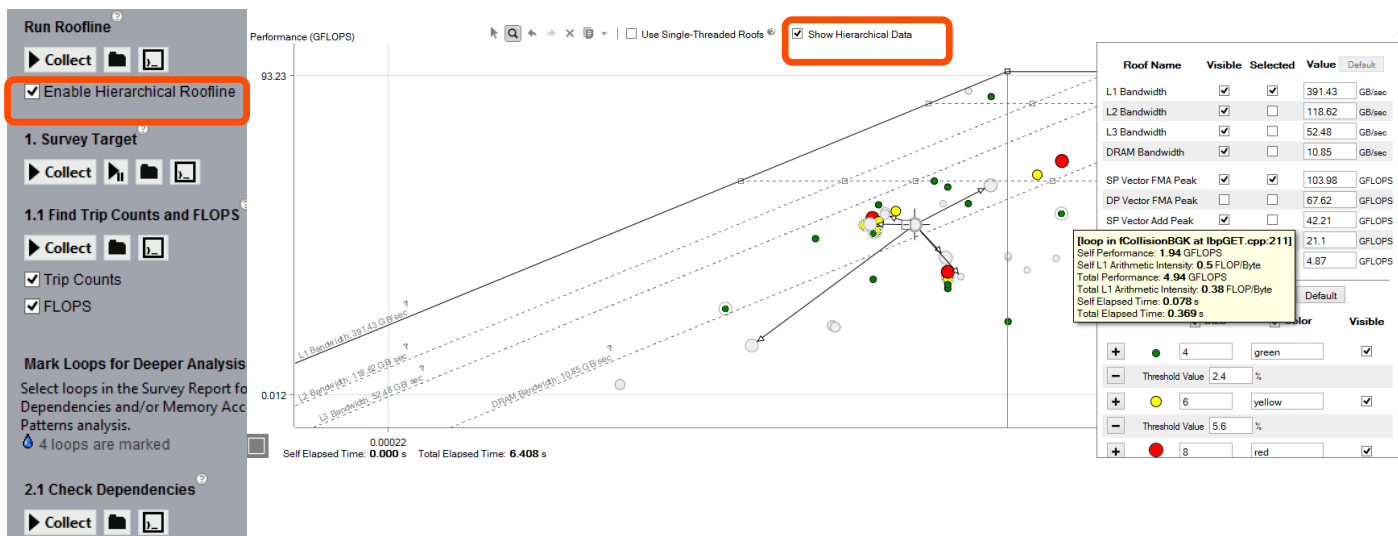 Run Roofline
?
Collect
Enable Hierarchical Roofline
1. Survey Target
?
Collect
1.1 Find Trip Counts and FLOPS
Collect
Trip Counts
FLOPS
Mark Loops for Deeper Analysis
Select loops in the Survey Report fo
Dependencies and/or Memory Acc
Patterns analysis.
4 loops are marked
2.1 Check Dependencies
?
Collect
Performance (GFLOPS)
Use Single-Threaded Roofs
Show Hierarchical Data
93.23
0.012
0.00022
L1 Bandwidth: 391.43 GB/sec
?
L2 Bandwidth: 118.62 GB/sec
?
L3 Bandwidth: 52.48 GB/sec
?
DRAM Bandwidth: 10.85 GB/sec
?
Self Elapsed Time: 0.000 s Total Elapsed Time: 6.408 s
Roof Name Visible Selected Value Default
L1 Bandwidth 391.43 GB/sec
L2 Bandwidth 118.62 GB/sec
L3 Bandwidth 52.48 GB/sec
DRAM Bandwidth 10.85 GB/sec
SP Vector FMA Peak 103.98 GFLOPS
DP Vector FMA Peak 67.62 GFLOPS
SP Vector Add Peak 42.21 GFLOPS
21.1 GFLOPS
4.87 GFLOPS
[loop in fCollisionBGK at lbpGET.cpp:211]
Self Performance: 1.94 GFLOPS
Self L1 Arithmetic Intensity: 0.5 FLOP/Byte
Total Performance: 4.94 GFLOPS
Total L1 Arithmetic Intensity: 0.38 FLOP/Byte
Self Elapsed Time: 0.078 s
Total Elapsed Time: 0.369 s
Default
Visible
+ 4 green
− Threshold Value 2.4 %
+ 6 yellow
− Threshold Value 5.6 %
+ 8 red